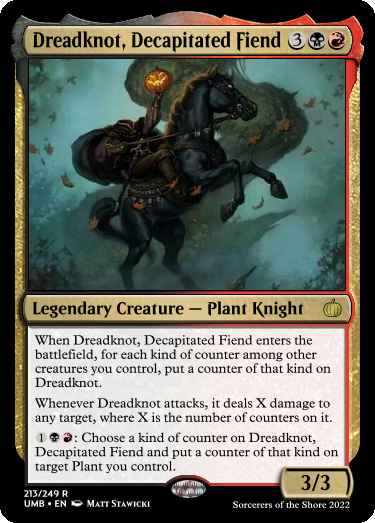 Dreadknot, Decapitated Fiend 3
Legendary Creature — Plant Knight
When Dreadknot, Decapitated Fiend enters the
battlefield, for each kind of counter among other
creatures you control, put a counter of that kind on
Dreadknot.
Whenever Dreadknot attacks, it deals X damage to
any target, where X is the number of counters on it.
1 : Choose a kind of counter on Dreadknot,
Decapitated Fiend and put a counter of that kind on
target Plant you control.
3/3
213/249 R
UMB • EN Matt Stawicki
Sorcerers of the Shore 2022